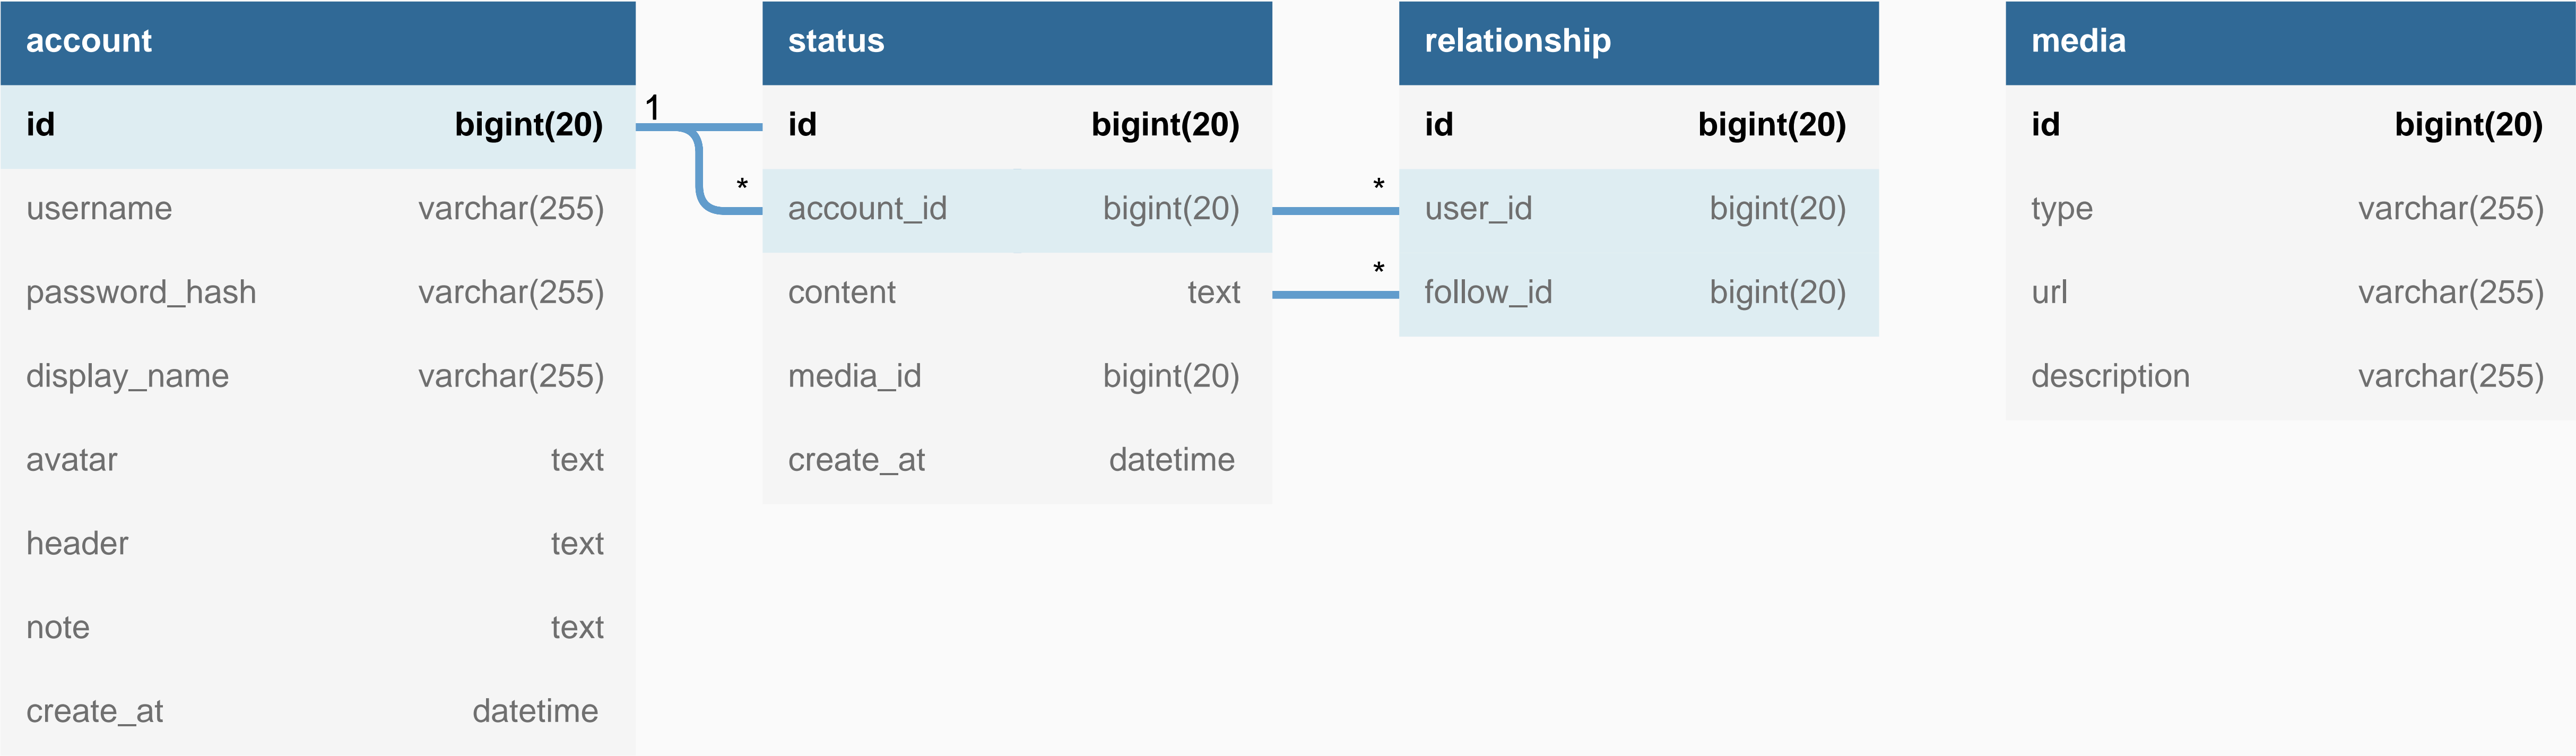 account
id bigint(20)
username varchar(255)
password_hash varchar(255)
display_name varchar(255)
avatar text
header text
note text
create_at datetime
1
*
status
id bigint(20)
account_id bigint(20)
content text
media_id bigint(20)
create_at datetime
*
*
relationship
id bigint(20)
user_id bigint(20)
follow_id bigint(20)
media
id bigint(20)
type varchar(255)
url varchar(255)
description varchar(255)